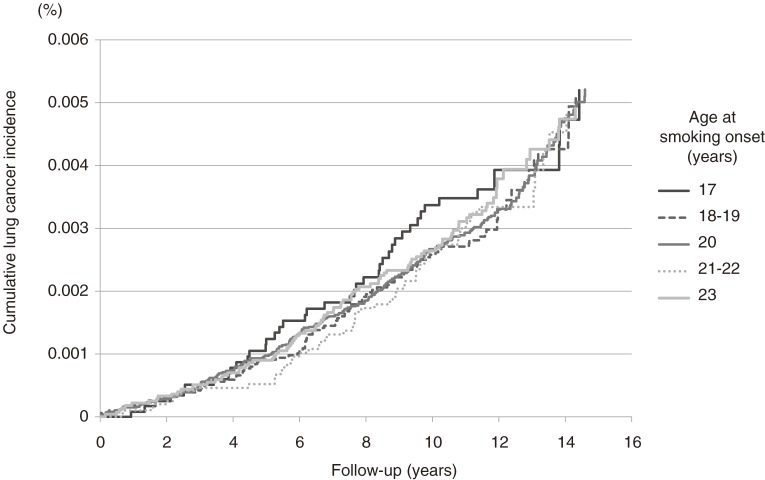 (%)
0.006
0.005
0.004
0.003
0.002
0.001
0
Cumulative lung cancer incidence
0 2 4 6 8 10 12 14 16
Follow-up (years)
Age at
smoking onset
(years)
17
18-19
20
21-22
23